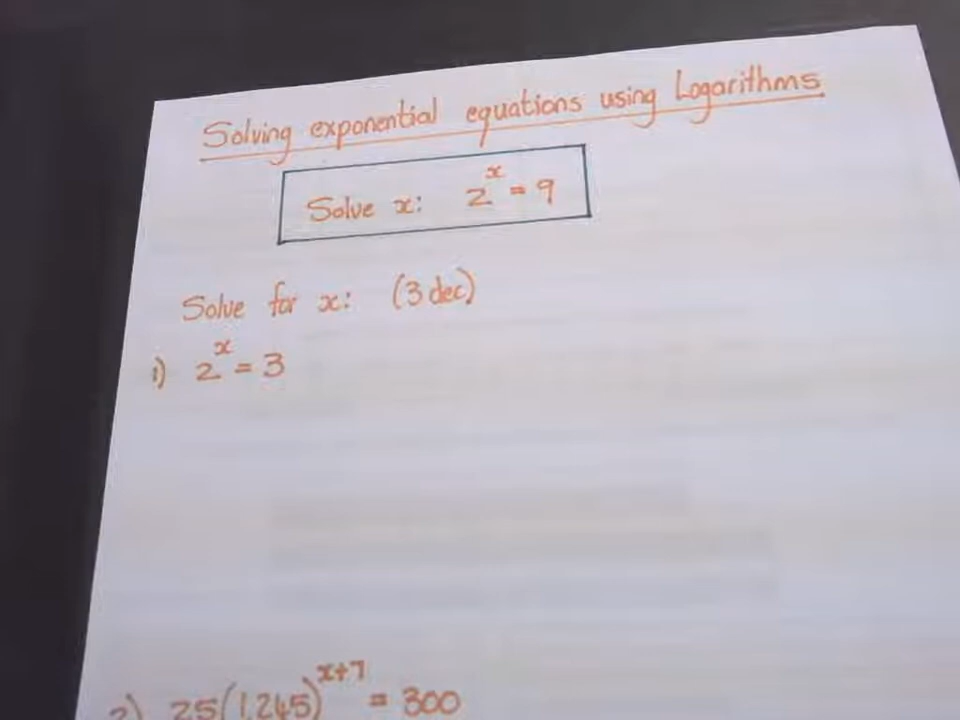 Solving exponential equations using Logarithms
Solve x: 2^x = 9
Solve for x: (3 dec)
1) 2^x = 3
2) 25(1,245)^x+7 = 300